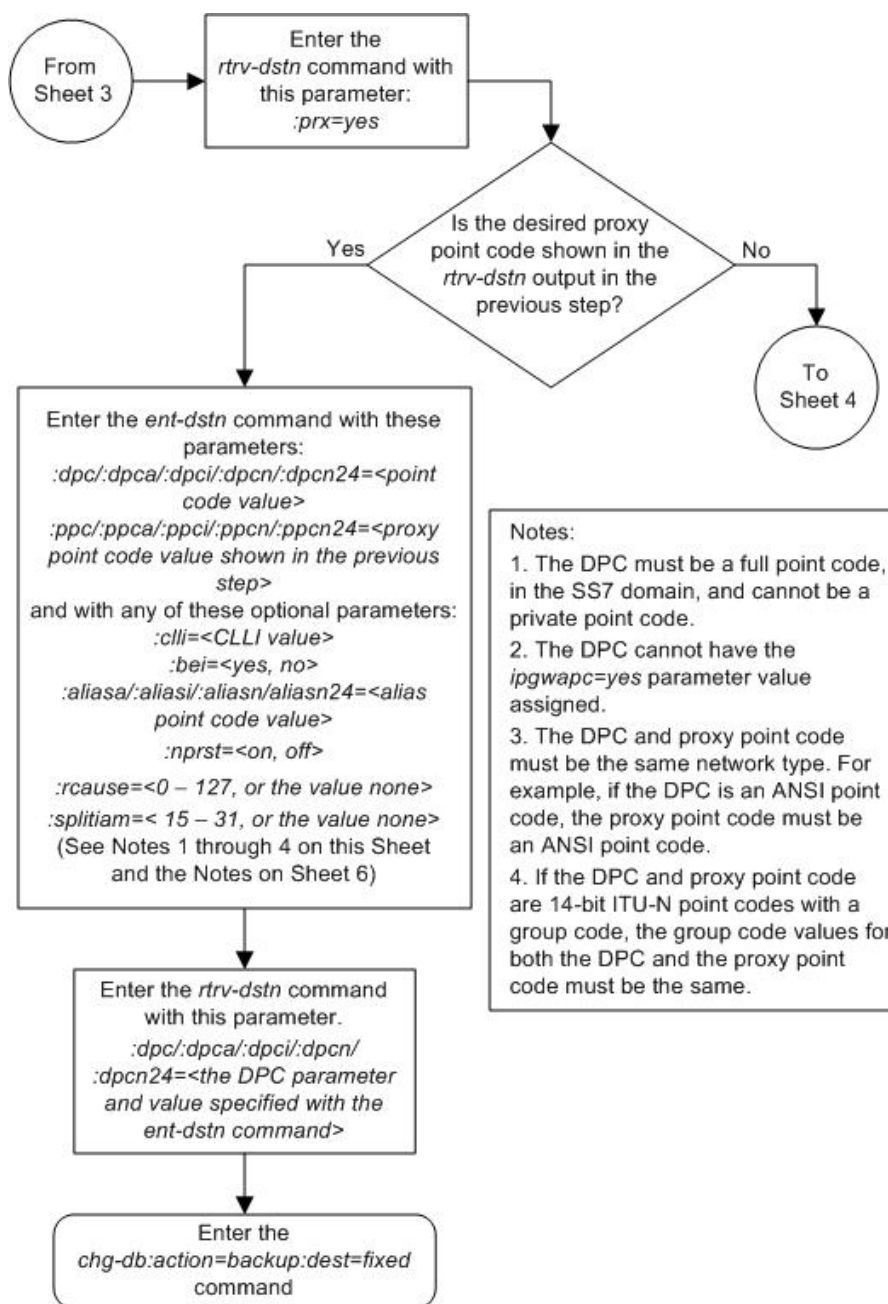 From
Sheet 3
Enter the
rtrv-dstn command with
this parameter:
:prx=yes
Is the desired proxy
point code shown in the
rtrv-dstn output in the
previous step?
Yes
No
To
Sheet 4
Enter the ent-dstn command with these
parameters:
:dpc/:dpca/:dpci/:dpcn/:dpcn24=<point
code value>
:ppc/:ppca/:ppci/:ppcn/:ppcn24=<proxy
point code value shown in the previous
step>
and with any of these optional parameters:
:clli=<CLLI value>
:bei=<yes, no>
:aliasa/:aliasi/:aliasn/aliasn24=<alias
point code value>
:nprst=<on, off>
:rcause=<0 – 127, or the value none>
:splitiam=< 15 – 31, or the value none>
(See Notes 1 through 4 on this Sheet
and the Notes on Sheet 6)
Notes:
1. The DPC must be a full point code,
in the SS7 domain, and cannot be a
private point code.
2. The DPC cannot have the
ipgwapc=yes parameter value
assigned.
3. The DPC and proxy point code
must be the same network type. For
example, if the DPC is an ANSI point
code, the proxy point code must be
an ANSI point code.
4. If the DPC and proxy point code
are 14-bit ITU-N point codes with a
group code, the group code values for
both the DPC and the proxy point
code must be the same.
Enter the rtrv-dstn command
with this parameter.
:dpc/:dpca/:dpci/:dpcn/
:dpcn24=<the DPC parameter
and value specified with the
ent-dstn command>
Enter the
chg-db:action=backup:dest=fixed
command